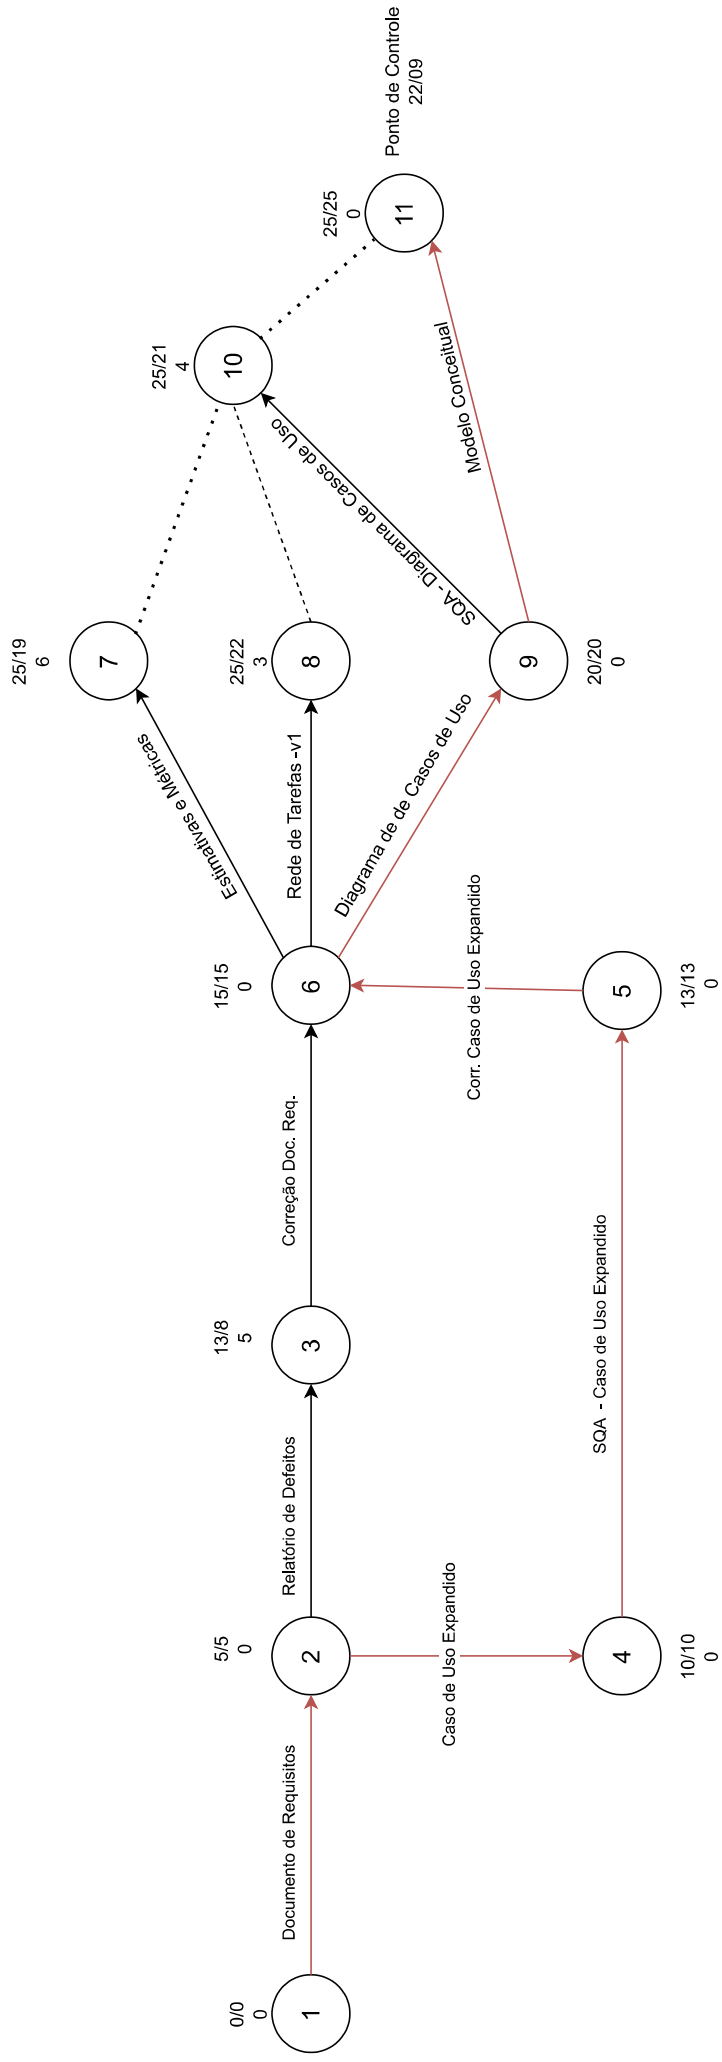 0/0
0
1
Documento de Requisitos
5/5
0
2
Relatório de Defeitos
Caso de Uso Expandido
10/10
0
4
13/8
5
3
SQA - Caso de Uso Expandido
Correção Doc. Req.
13/13
0
5
Corr. Caso de Uso Expandido
15/15
0
6
Estimativas e Métricas
Rede de Tarefas -v1
Diagrama de de Casos de Uso
25/19
6
7
25/22
3
8
20/20
0
9
SQA - Diagrama de Casos de Uso
Modelo Conceitual
25/21
4
10
25/25
0
11
Ponto de Controle
22/09